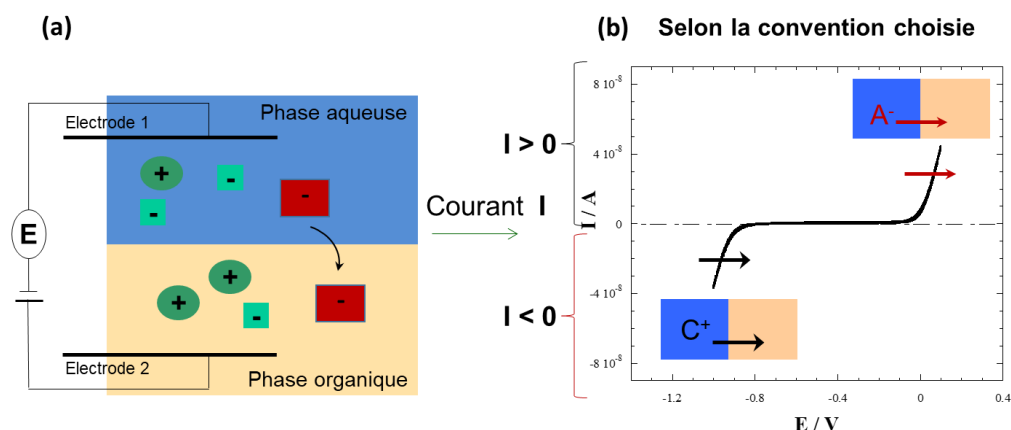 (a)
Phase aqueuse
Electrode 1
+
-
-
-
E
+
+
-
-
Electrode 2
Phase organique
Courant I
(b) Selon la convention choisie
I > 0
I < 0
I / A
8 10⁻⁸
4 10⁻⁸
0
-4 10⁻⁸
-8 10⁻⁸
A⁻
C⁺
-1.2 -0.8 -0.4 0 0.4
E / V